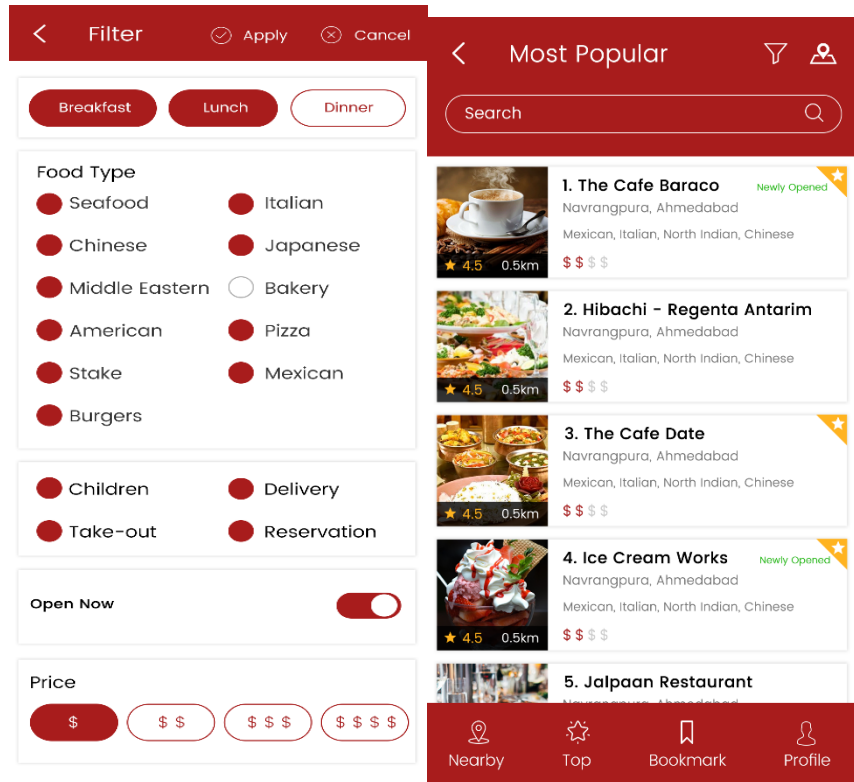 Filter Apply Cancel
Breakfast Lunch Dinner
Food Type
Seafood Italian
Chinese Japanese
Middle Eastern Bakery
American Pizza
Stake Mexican
Burgers
Children Delivery
Take-out Reservation
Open Now
Price
$ $ $ $ $ $ $ $ $ $
Most Popular
Search
1. The Cafe Baraco Newly Opened
Navrangpura, Ahmedabad
Mexican, Italian, North Indian, Chinese
4.5 0.5km $ $ $ $
2. Hibachi - Regenta Antarim
Navrangpura, Ahmedabad
Mexican, Italian, North Indian, Chinese
4.5 0.5km $ $ $ $
3. The Cafe Date
Navrangpura, Ahmedabad
Mexican, Italian, North Indian, Chinese
4.5 0.5km $ $ $ $
4. Ice Cream Works Newly Opened
Navrangpura, Ahmedabad
Mexican, Italian, North Indian, Chinese
4.5 0.5km $ $ $ $
5. Jalpaan Restaurant
Nearby Top Bookmark Profile